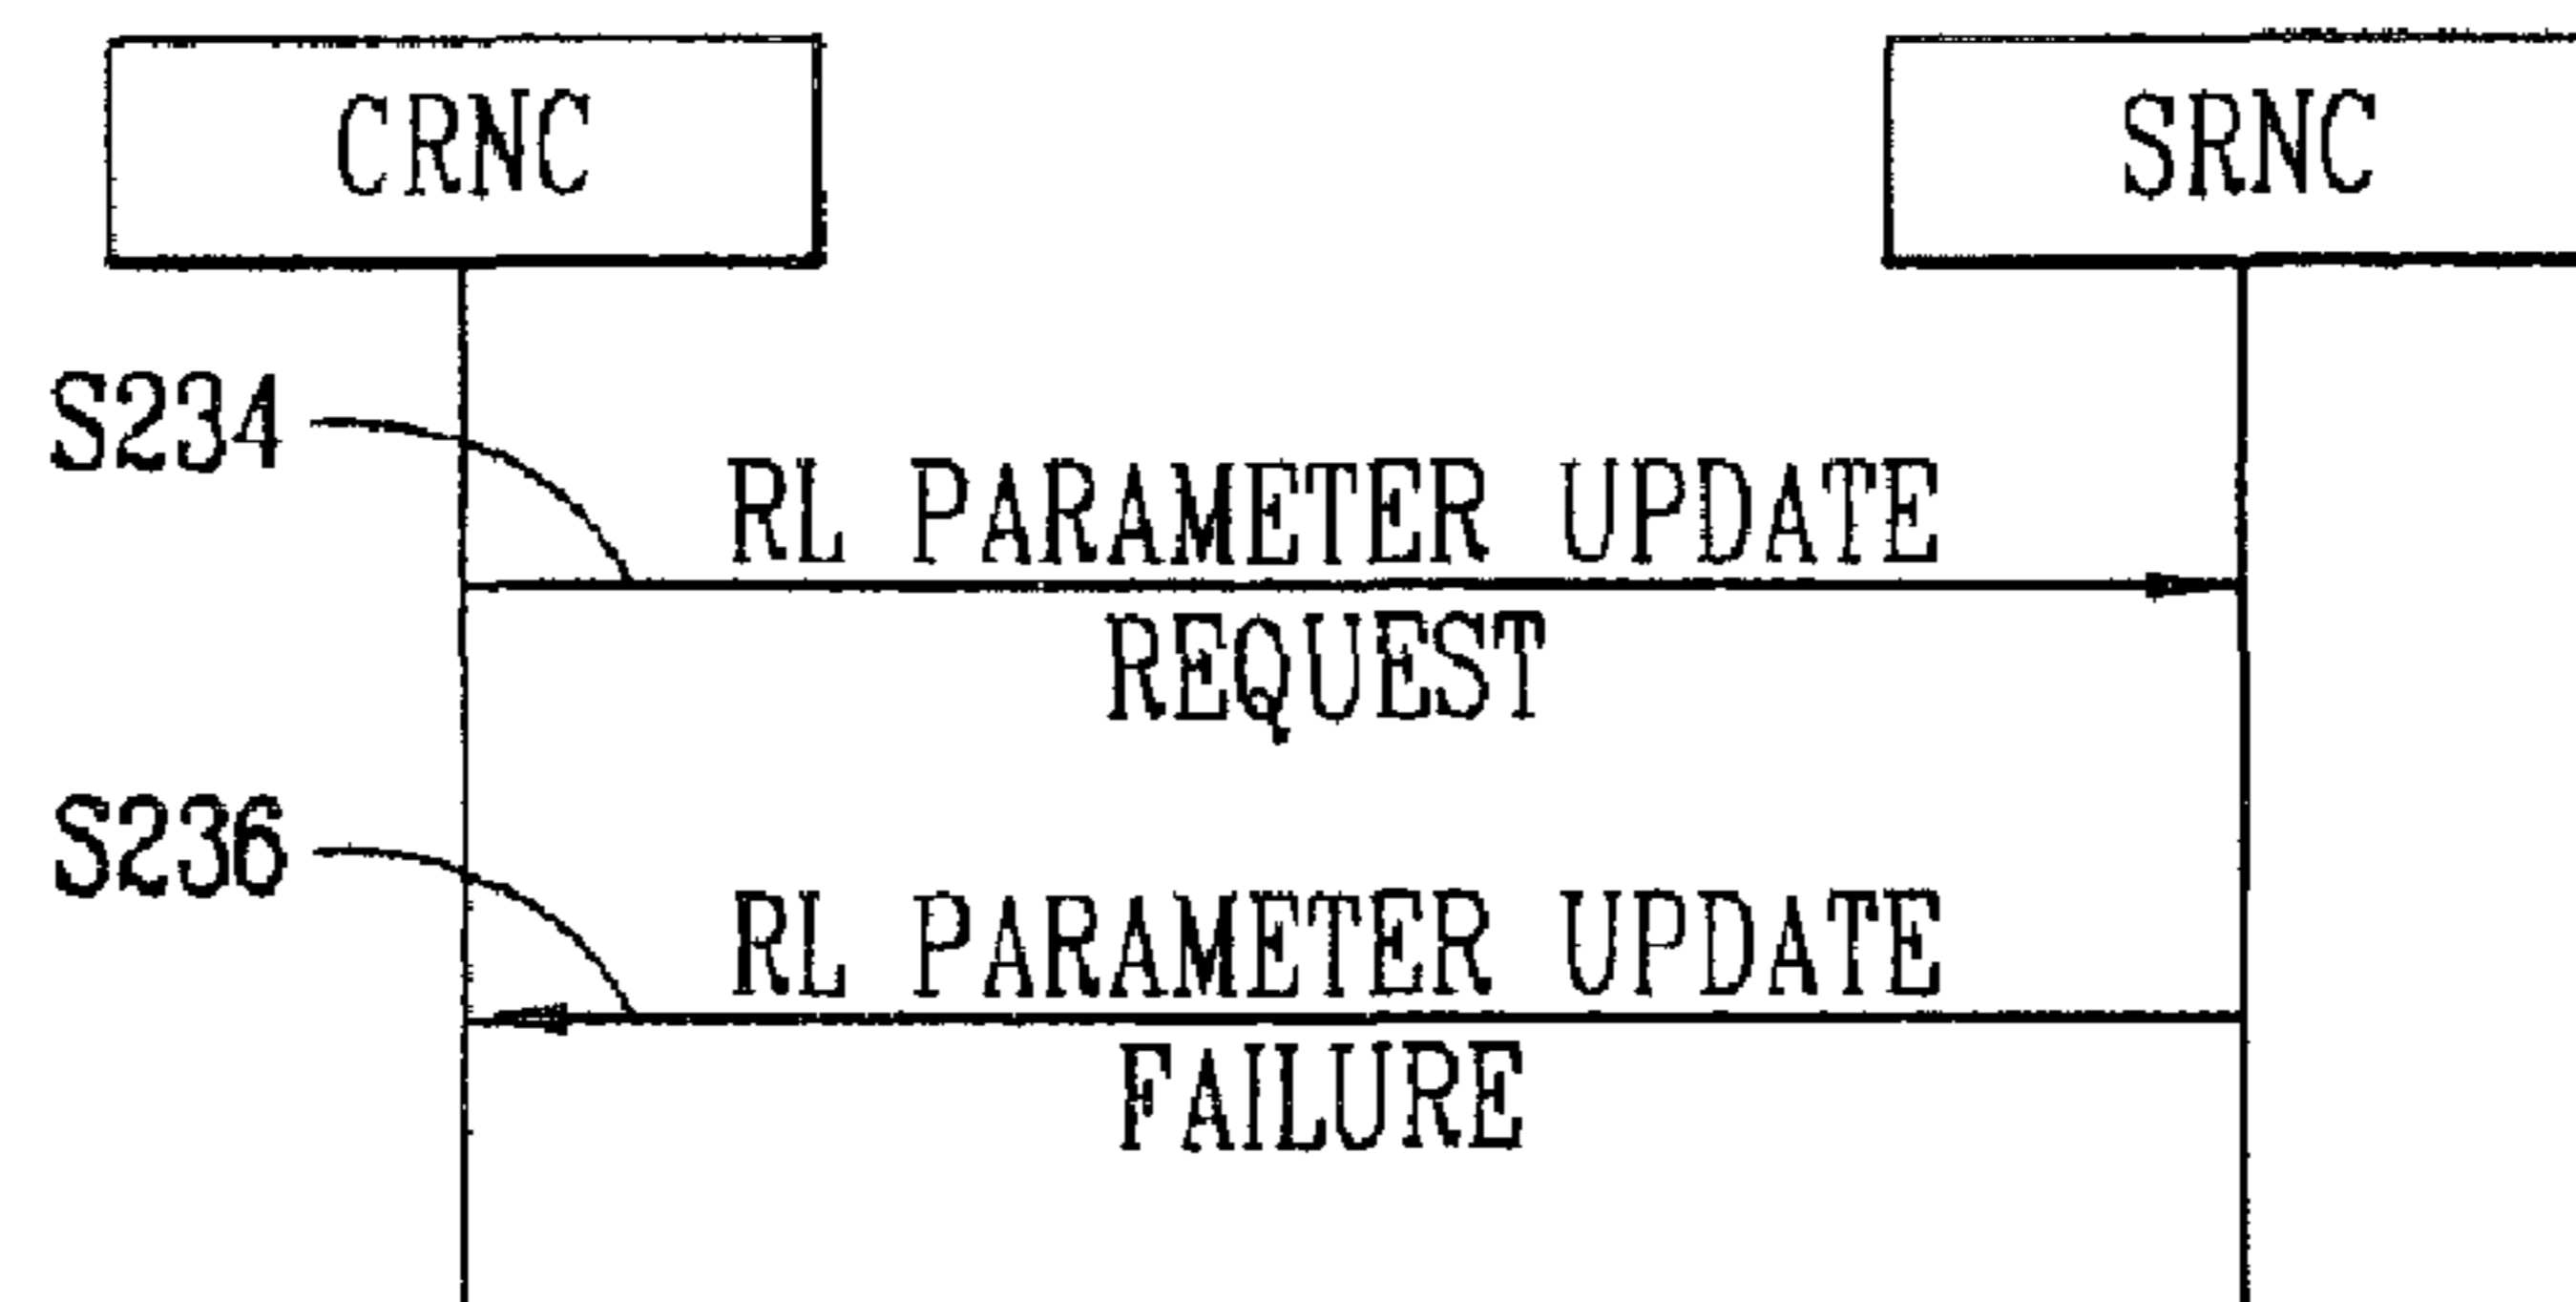 CRNC
SRNC
S234
RL PARAMETER UPDATE
REQUEST
S236
RL PARAMETER UPDATE
FAILURE